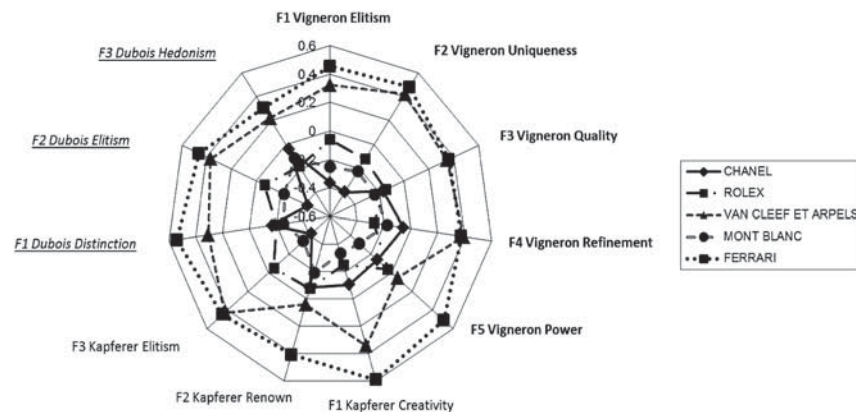 F1 Vigneron Elitism
F3 Dubois Hedonism
F2 Vigneron Uniqueness
0.6
0.4
0.2
0
-0.2
-0.4
-0.6
F2 Dubois Elitism
F3 Vigneron Quality
F1 Dubois Distinction
F4 Vigneron Refinement
F3 Kapferer Elitism
F5 Vigneron Power
F2 Kapferer Renown
F1 Kapferer Creativity
CHANEL
ROLEX
VAN CLEEF ET ARPELS
MONT BLANC
FERRARI